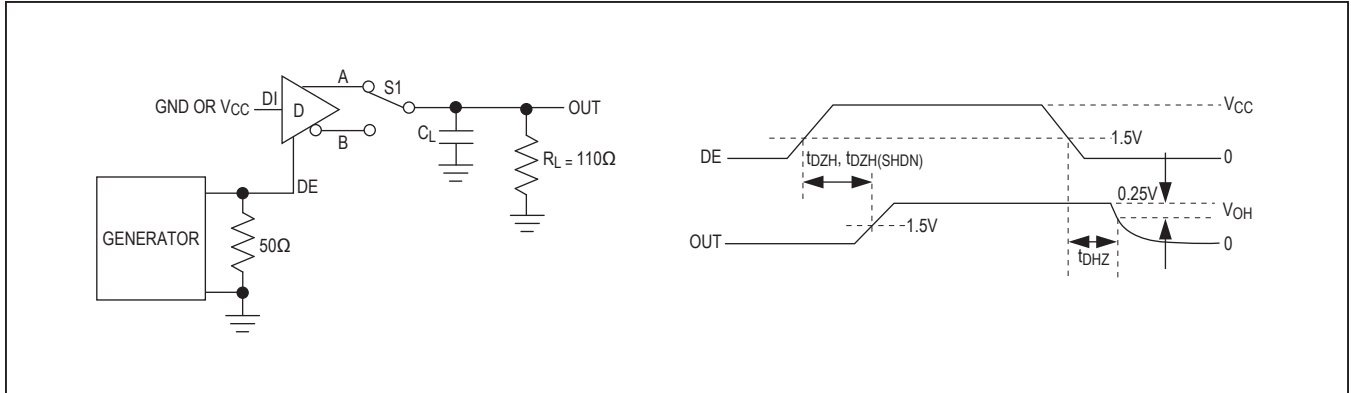 A
S1
GND OR VCC
DI
D
OUT
B
CL
RL = 110Ω
DE
GENERATOR
50Ω
VCC
1.5V
DE
0
tDZH, tDZH(SHDN)
0.25V
VOH
1.5V
OUT
0
tDHZ